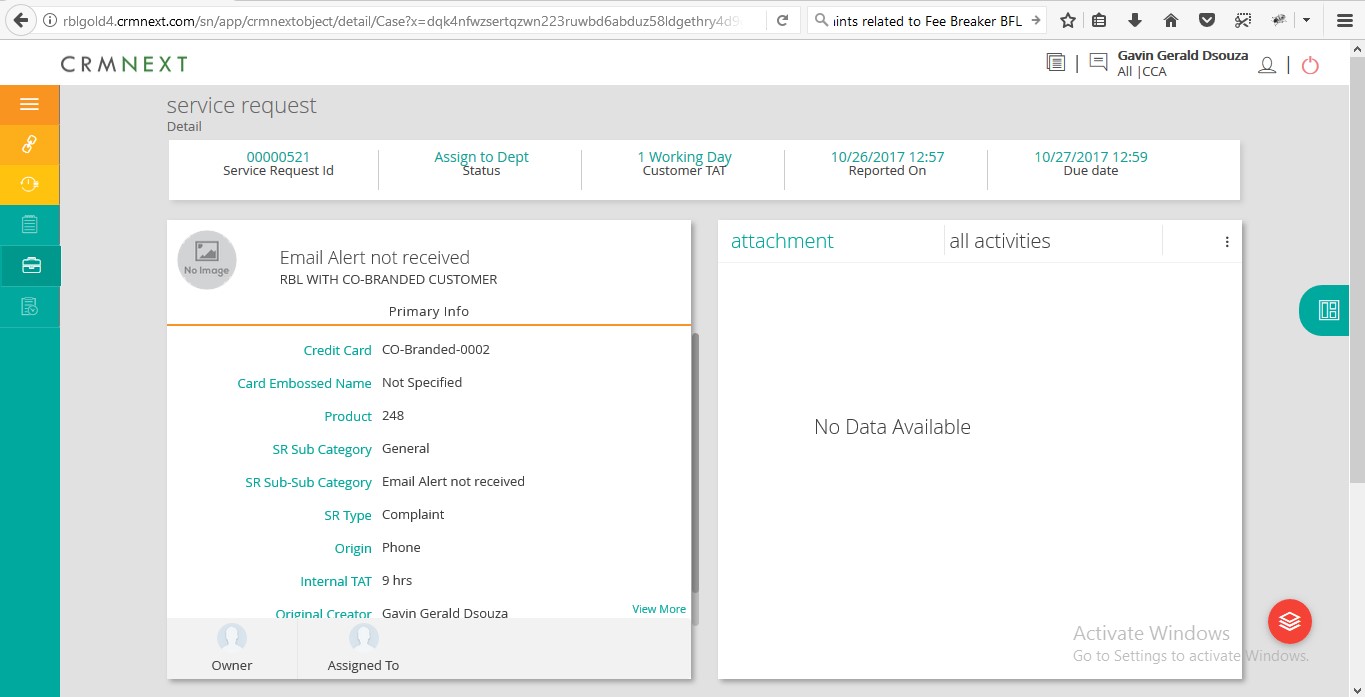 rblgold4.crmnext.com/sn/app/crmnextobject/detail/Case?x=dqk4nfwzsertqzwn223ruwbd6abduz58ldgethry4d9
ints related to Fee Breaker BFL
CRMNEXT
Gavin Gerald Dsouza
All |CCA
service request
Detail
00000521 Assign to Dept 1 Working Day 10/26/2017 12:57 10/27/2017 12:59
Service Request Id Status Customer TAT Reported On Due date
No Image
Email Alert not received
RBL WITH CO-BRANDED CUSTOMER
Primary Info
Credit Card CO-Branded-0002
Card Embossed Name Not Specified
Product 248
SR Sub Category General
SR Sub-Sub Category Email Alert not received
SR Type Complaint
Origin Phone
Internal TAT 9 hrs
Original Creator Gavin Gerald Dsouza
View More
Owner Assigned To
attachment all activities
No Data Available
Activate Windows
Go to Settings to activate Windows.